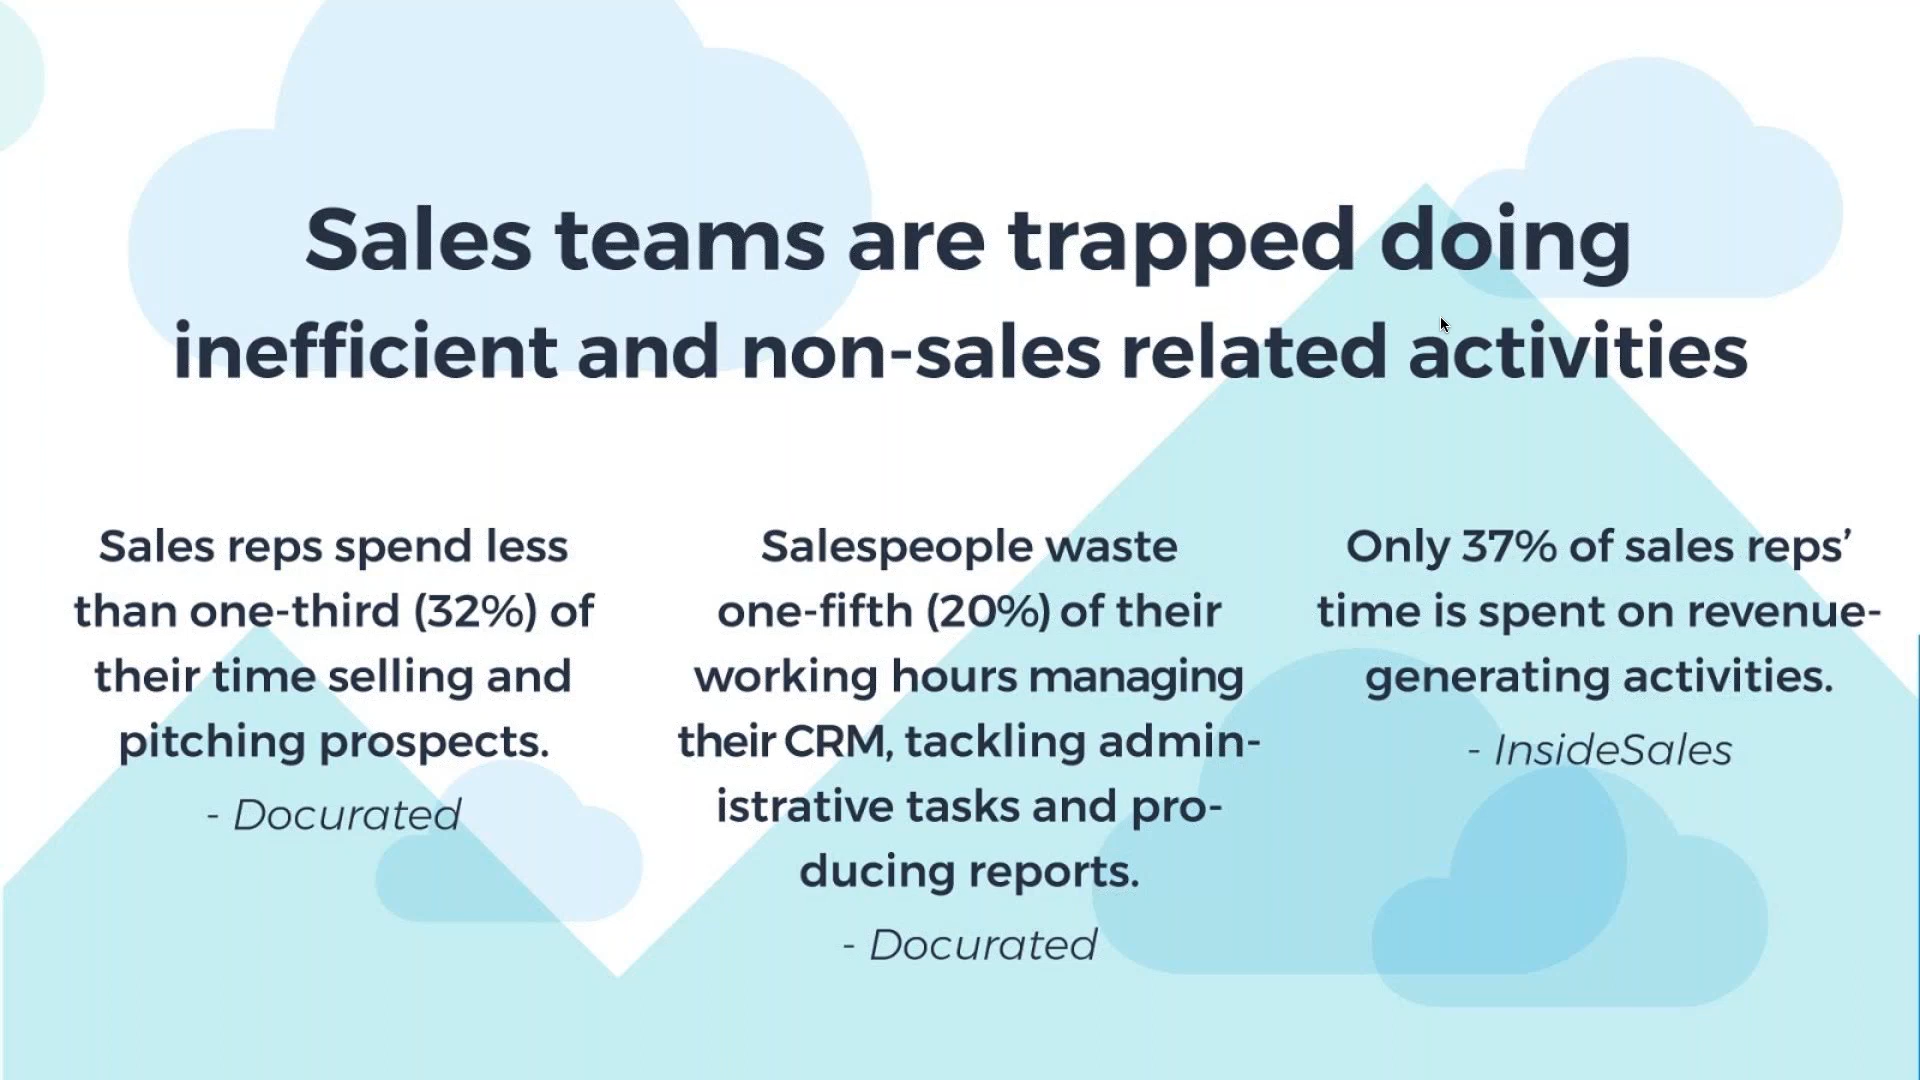 Sales teams are trapped doing
inefficient and non-sales related activities
Sales reps spend less
than one-third (32%) of
their time selling and
pitching prospects.
- Docurated
Salespeople waste
one-fifth (20%) of their
working hours managing
their CRM, tackling admin-
istrative tasks and pro-
ducing reports.
- Docurated
Only 37% of sales reps’
time is spent on revenue-
generating activities.
- InsideSales